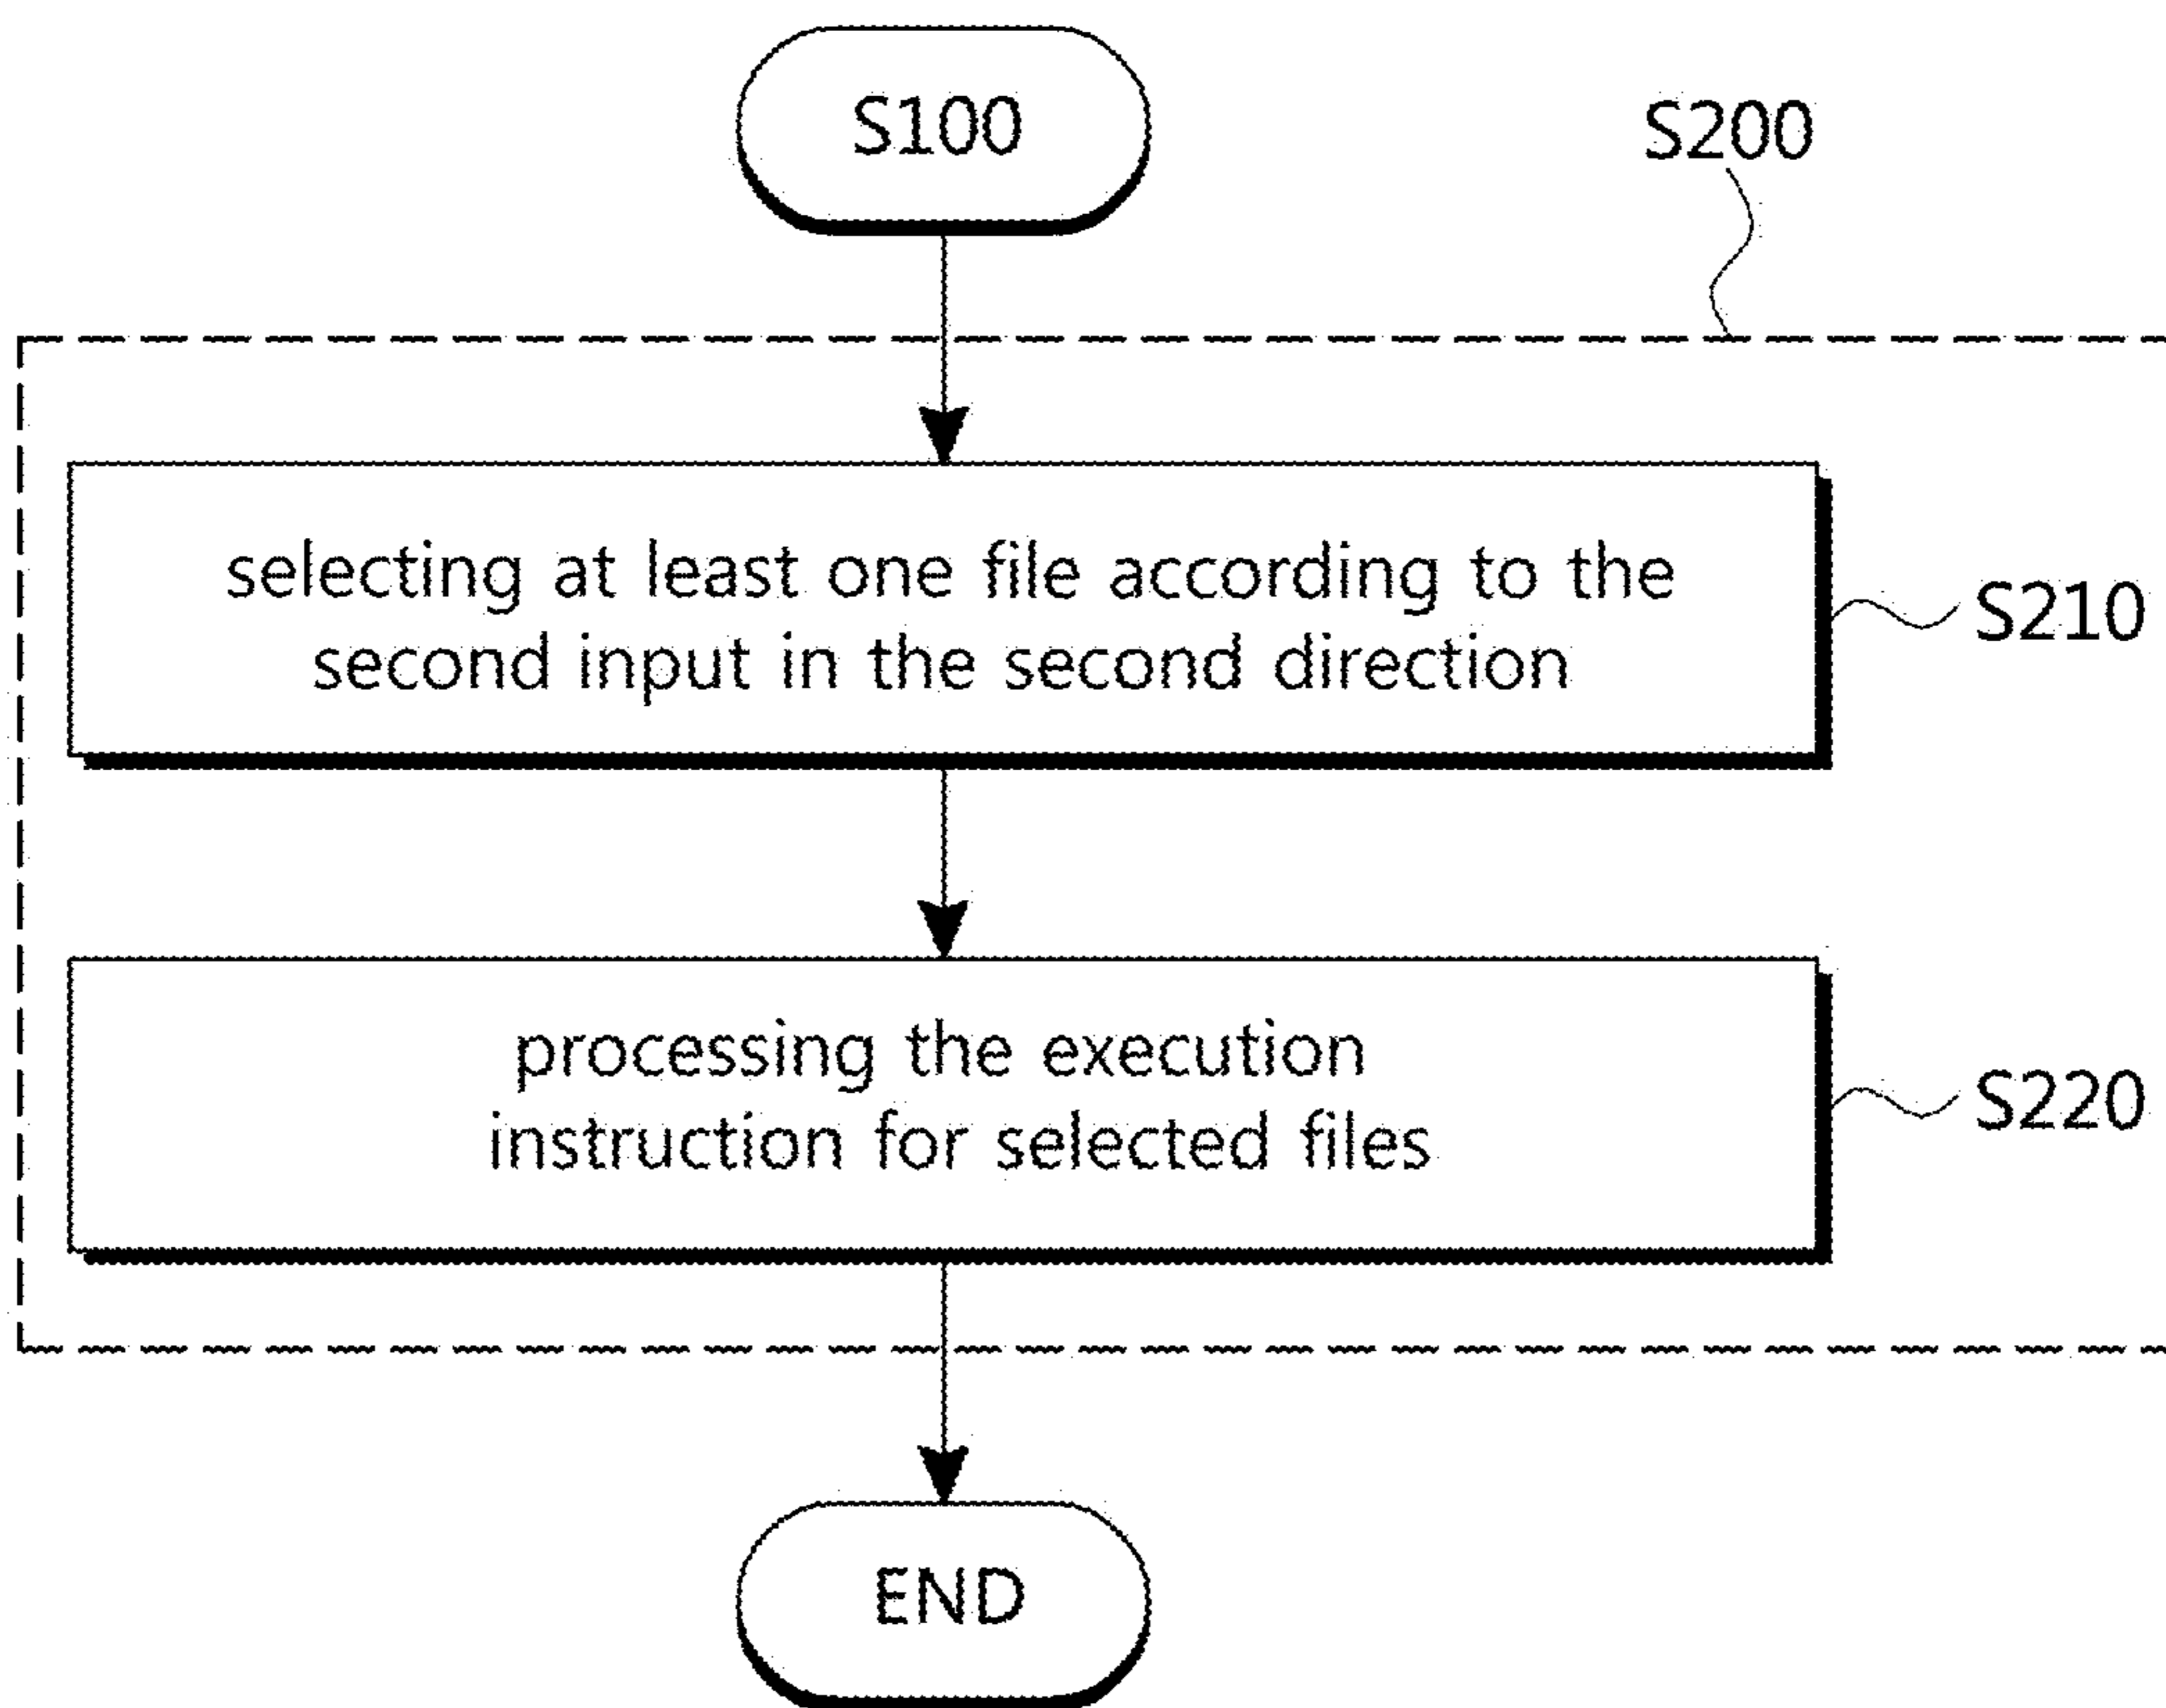 S100
S200
selecting at least one file according to the
second input in the second direction
S210
processing the execution
instruction for selected files
S220
END